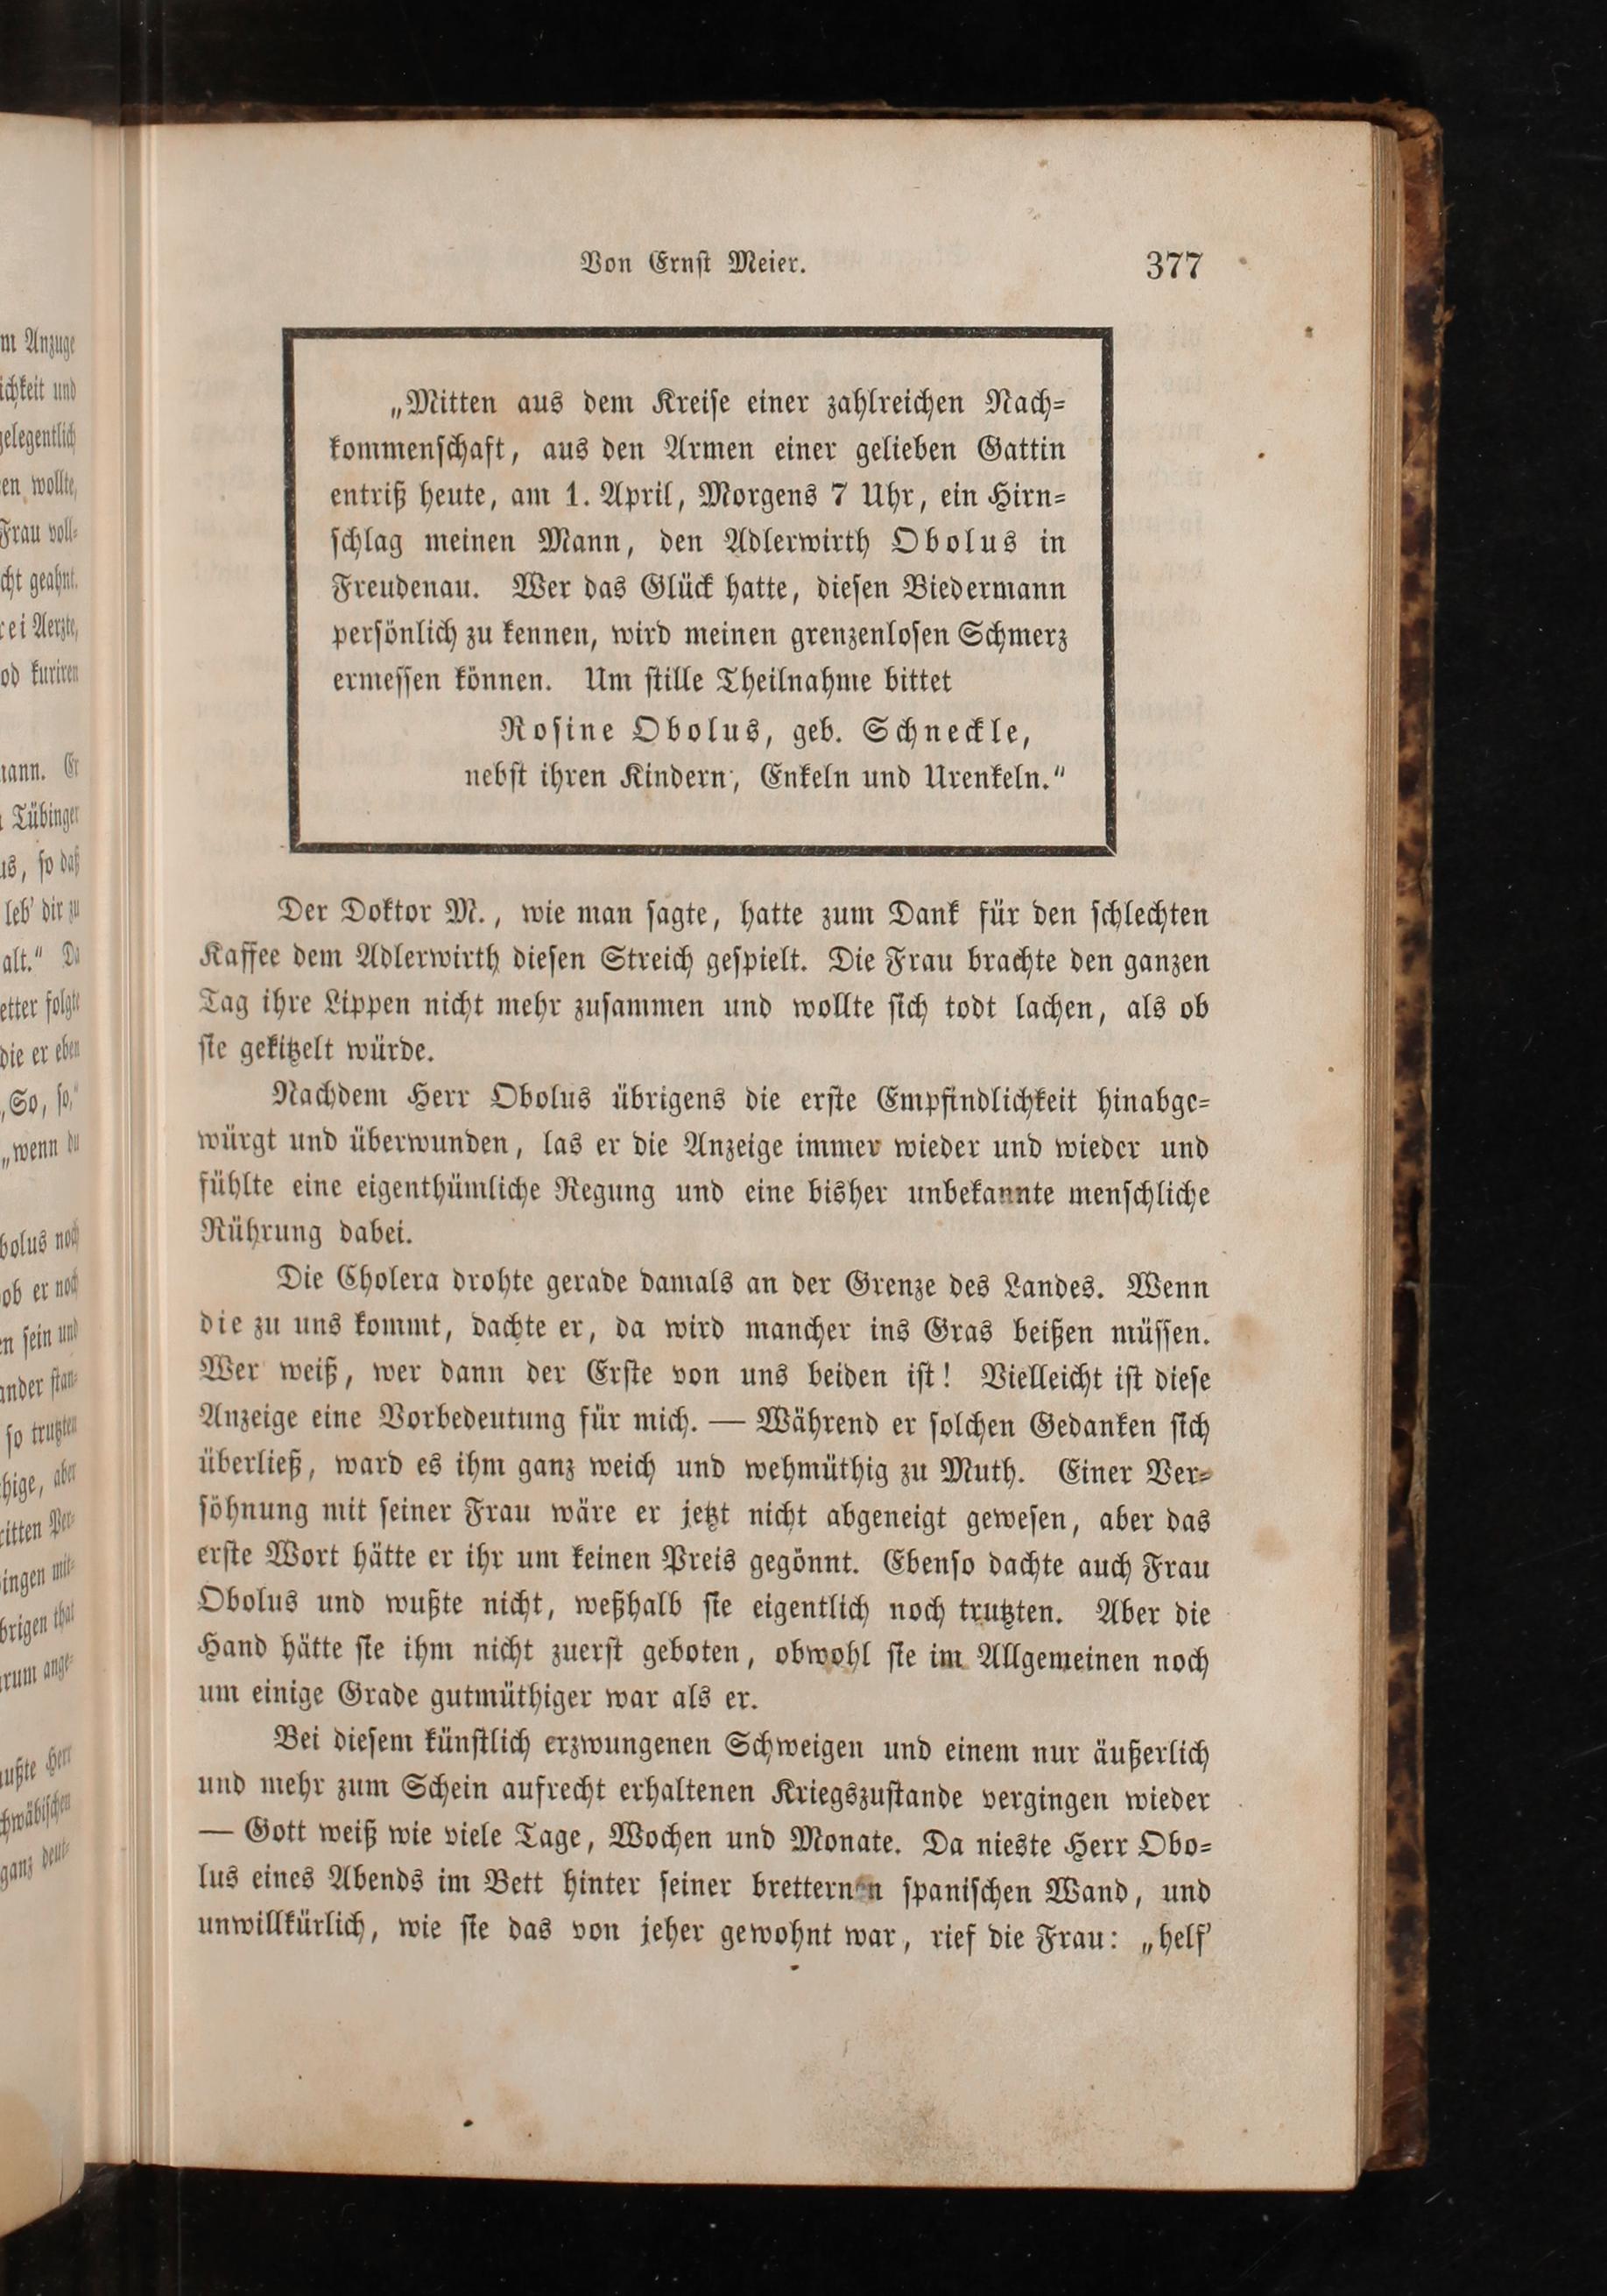 Von Ernſt Meier.
377
„Mitten aus dem Kreiſe einer zahlreichen Nach=
kommenſchaft, aus den Armen einer gelieben Gattin
entriß heute, am 1. April, Morgens 7 Uhr, ein Hirn=
ſchlag meinen Mann, den Adlerwirth Obolus in
Freudenau. Wer das Glück hatte, dieſen Biedermann
perſönlich zu kennen, wird meinen grenzenloſen Schmerz
ermeſſen können. Um ſtille Theilnahme bittet
Roſine Obolus, geb. Schneckle,
nebſt ihren Kindern, Enkeln und Urenkeln.“
Der Doktor M., wie man ſagte, hatte zum Dank für den ſchlechten
Kaffee dem Adlerwirth dieſen Streich geſpielt. Die Frau brachte den ganzen
Tag ihre Lippen nicht mehr zuſammen und wollte ſich todt lachen, als ob
ſie gekitzelt würde.
Nachdem Herr Obolus übrigens die erſte Empfindlichkeit hinabge=
würgt und überwunden, las er die Anzeige immer wieder und wieder und
fühlte eine eigenthümliche Regung und eine bisher unbekannte menſchliche
Rührung dabei.
Die Cholera drohte gerade damals an der Grenze des Landes. Wenn
die zu uns kommt, dachte er, da wird mancher ins Gras beißen müſſen.
Wer weiß, wer dann der Erſte von uns beiden iſt! Vielleicht iſt dieſe
Anzeige eine Vorbedeutung für mich. — Während er ſolchen Gedanken ſich
überließ, ward es ihm ganz weich und wehmüthig zu Muth. Einer Ver=
ſöhnung mit ſeiner Frau wäre er jetzt nicht abgeneigt geweſen, aber das
erſte Wort hätte er ihr um keinen Preis gegönnt. Ebenſo dachte auch Frau
Obolus und wußte nicht, weßhalb ſie eigentlich noch trutzten. Aber die
Hand hätte ſie ihm nicht zuerſt geboten, obwohl ſie im Allgemeinen noch
um einige Grade gutmüthiger war als er.
Bei dieſem künſtlich erzwungenen Schweigen und einem nur äußerlich
und mehr zum Schein aufrecht erhaltenen Kriegszuſtande vergingen wieder
— Gott weiß wie viele Tage, Wochen und Monate. Da nieste Herr Obo=
lus eines Abends im Bett hinter ſeiner bretternen ſpaniſchen Wand, und
unwillkürlich, wie ſie das von jeher gewohnt war, rief die Frau: „helf’